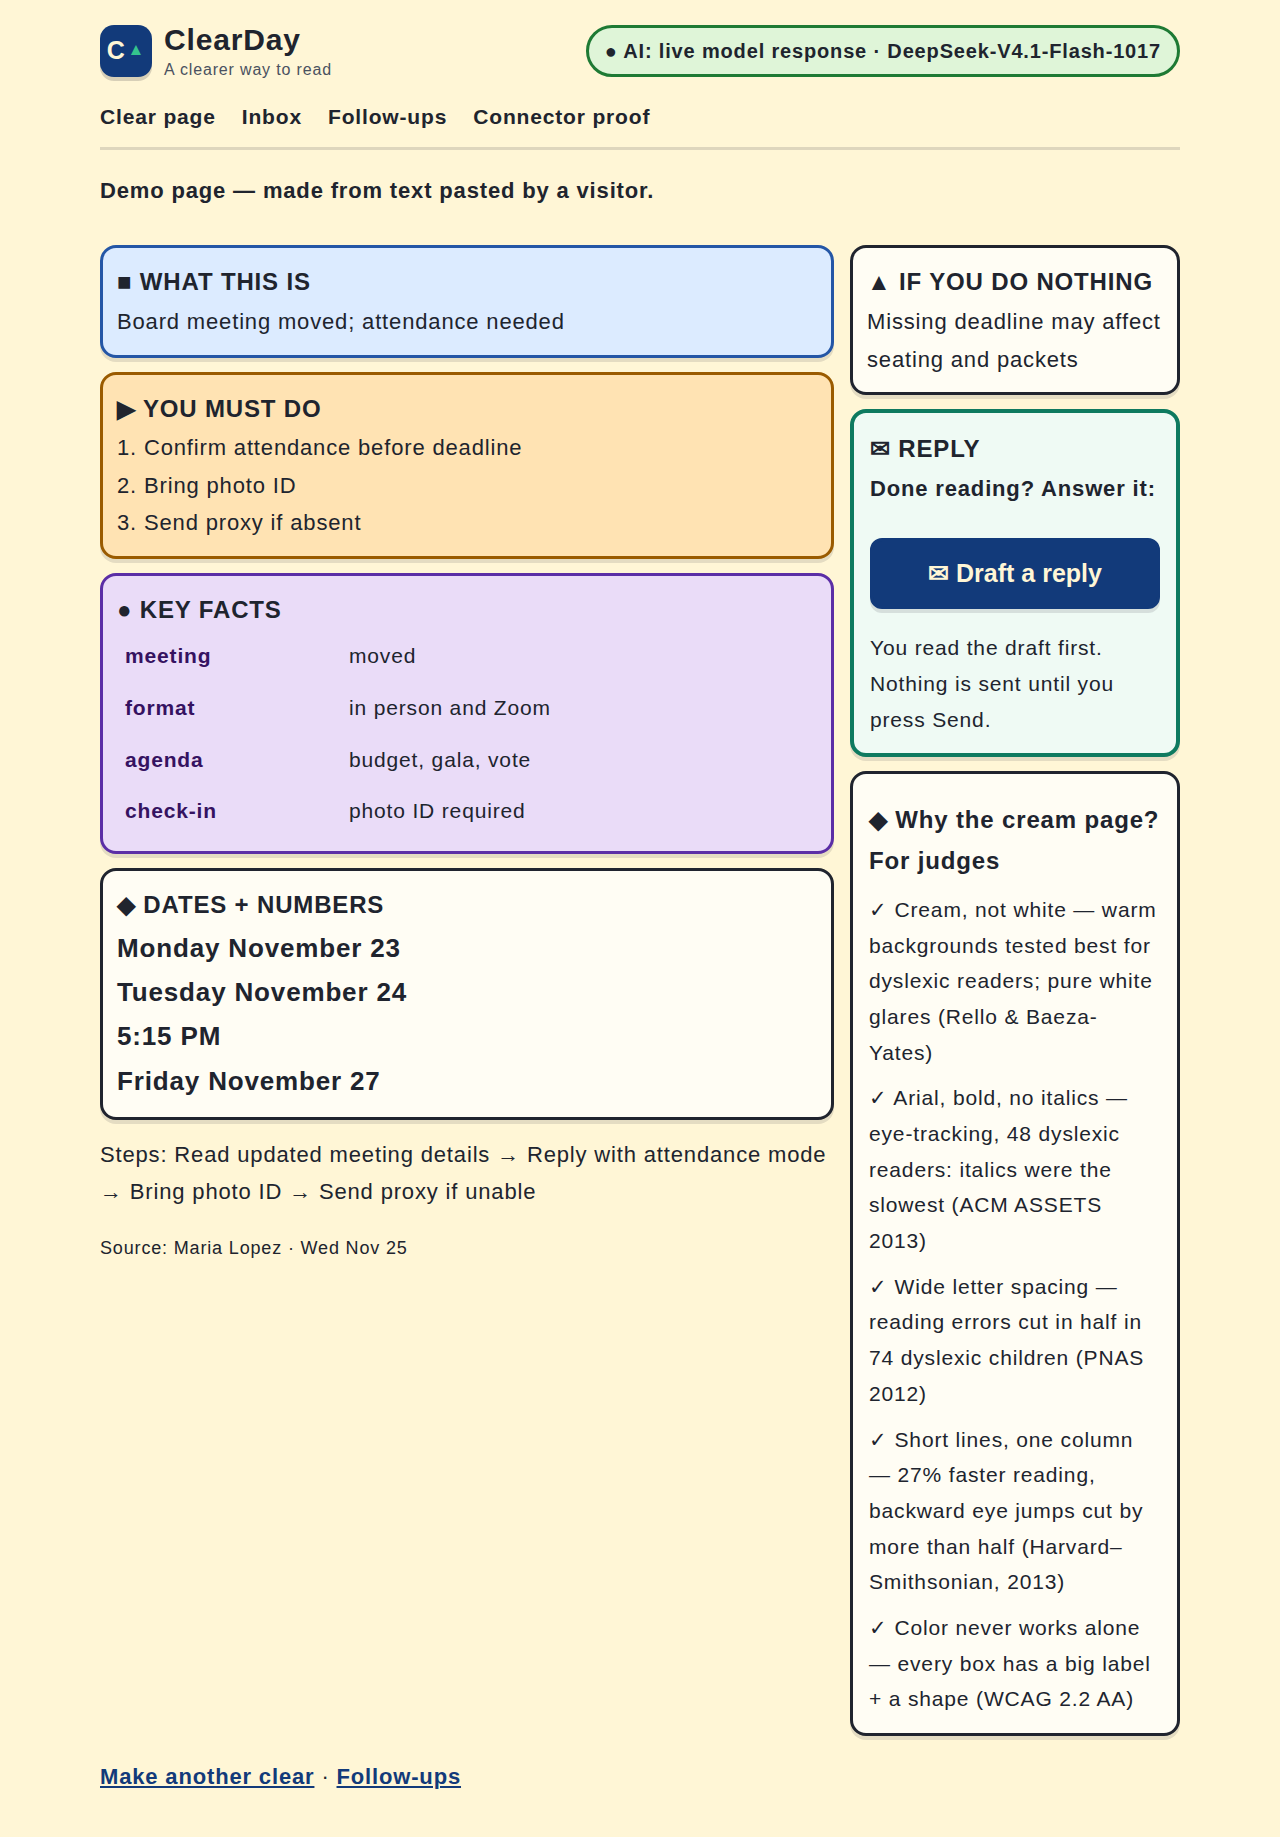 C▲
ClearDay
A clearer way to read
● AI: live model response · DeepSeek-V4.1-Flash-1017
Clear page Inbox Follow-ups Connector proof
Demo page — made from text pasted by a visitor.
■ WHAT THIS IS
Board meeting moved; attendance needed
▶ YOU MUST DO
1. Confirm attendance before deadline
2. Bring photo ID
3. Send proxy if absent
● KEY FACTS
meeting moved
format in person and Zoom
agenda budget, gala, vote
check-in photo ID required
◆ DATES + NUMBERS
Monday November 23
Tuesday November 24
5:15 PM
Friday November 27
Steps: Read updated meeting details → Reply with attendance mode
→ Bring photo ID → Send proxy if unable
Source: Maria Lopez · Wed Nov 25
▲ IF YOU DO NOTHING
Missing deadline may affect
seating and packets
✉ REPLY
Done reading? Answer it:
✉ Draft a reply
You read the draft first.
Nothing is sent until you
press Send.
◆ Why the cream page?
For judges
✓ Cream, not white — warm
backgrounds tested best for
dyslexic readers; pure white
glares (Rello & Baeza-
Yates)
✓ Arial, bold, no italics —
eye-tracking, 48 dyslexic
readers: italics were the
slowest (ACM ASSETS
2013)
✓ Wide letter spacing —
reading errors cut in half in
74 dyslexic children (PNAS
2012)
✓ Short lines, one column
— 27% faster reading,
backward eye jumps cut by
more than half (Harvard–
Smithsonian, 2013)
✓ Color never works alone
— every box has a big label
+ a shape (WCAG 2.2 AA)
Make another clear · Follow-ups